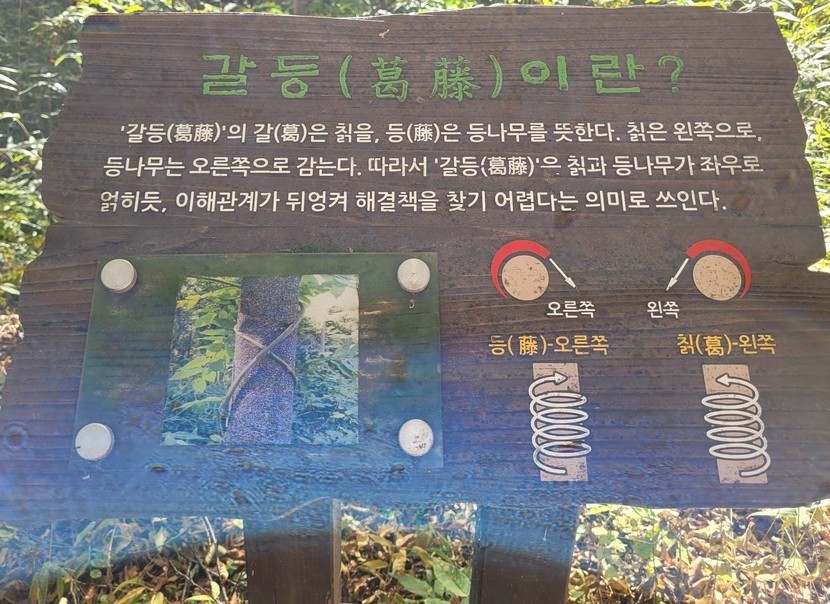 갈등(葛藤)이란?
'갈등(葛藤)'의 갈(葛)은 칡을, 등(藤)은 등나무를 뜻한다. 칡은 왼쪽으로,
등나무는 오른쪽으로 감는다. 따라서 '갈등(葛藤)'은 칡과 등나무가 좌우로
얽히듯, 이해관계가 뒤엉켜 해결책을 찾기 어렵다는 의미로 쓰인다.
오른쪽 왼쪽
등(藤)-오른쪽 칡(葛)-왼쪽